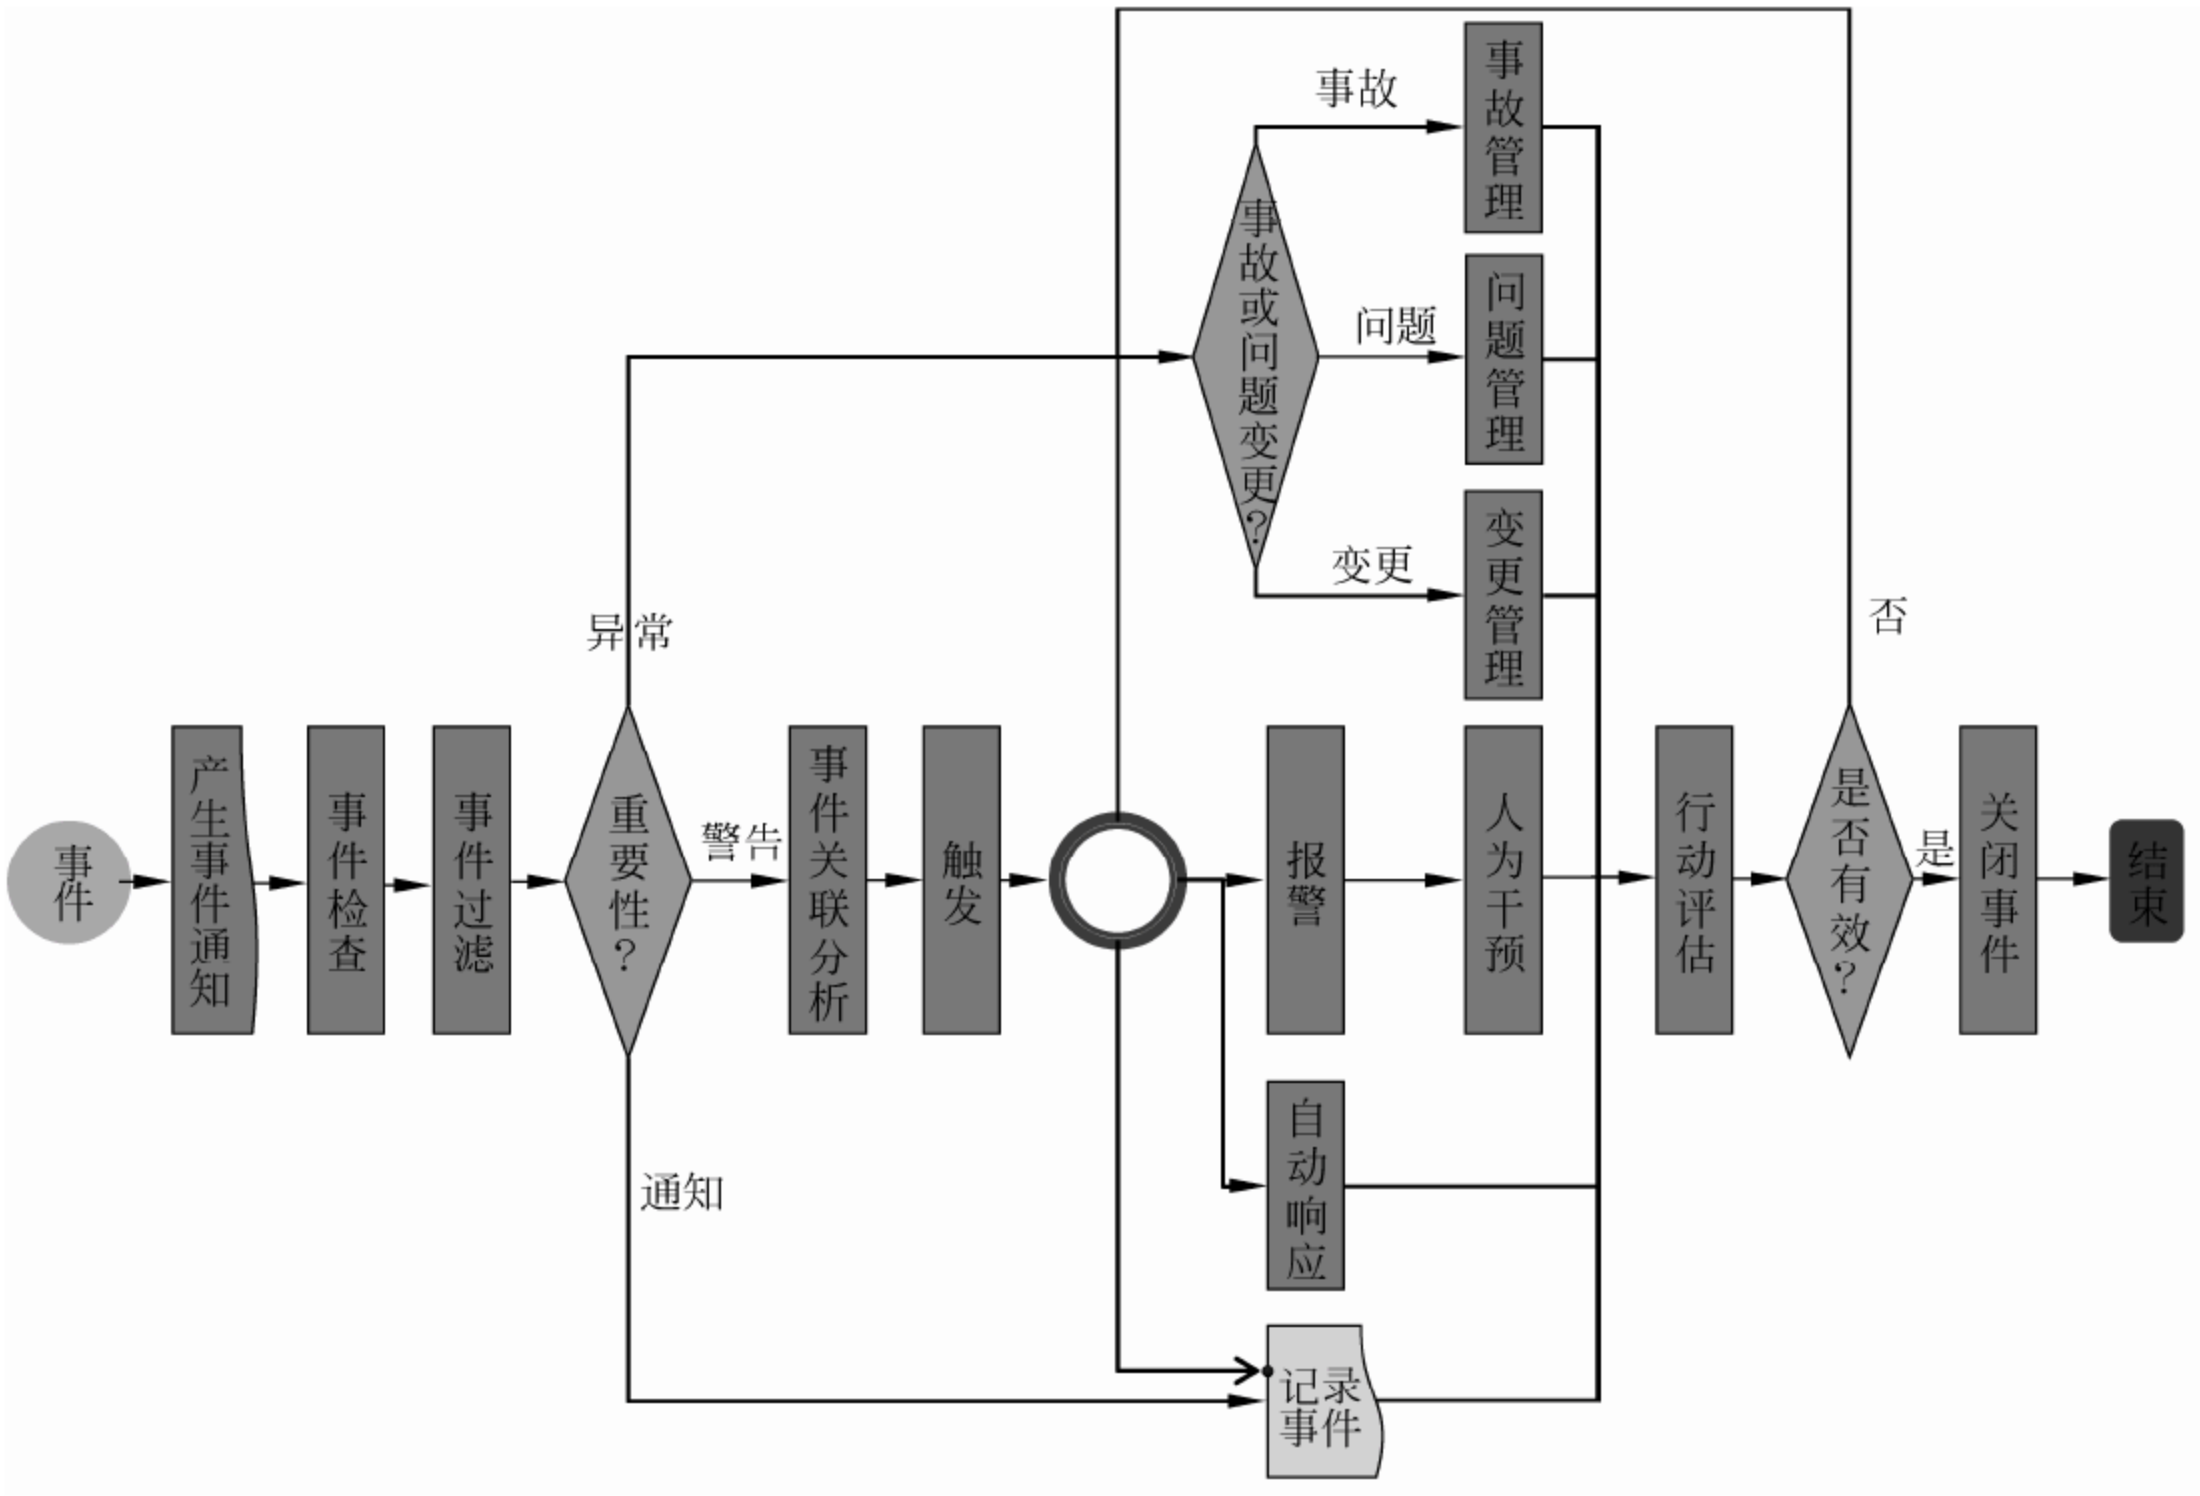 事故
事故管理
事故或问题变更？
问题
问题管理
变更
变更管理
异常
否
事件
产生事件通知
事件检查
事件过滤
重要性？
警告
事件关联分析
触发
报警
人为干预
行动评估
是否有效？
是
关闭事件
结束
通知
自动响应
记录
事件